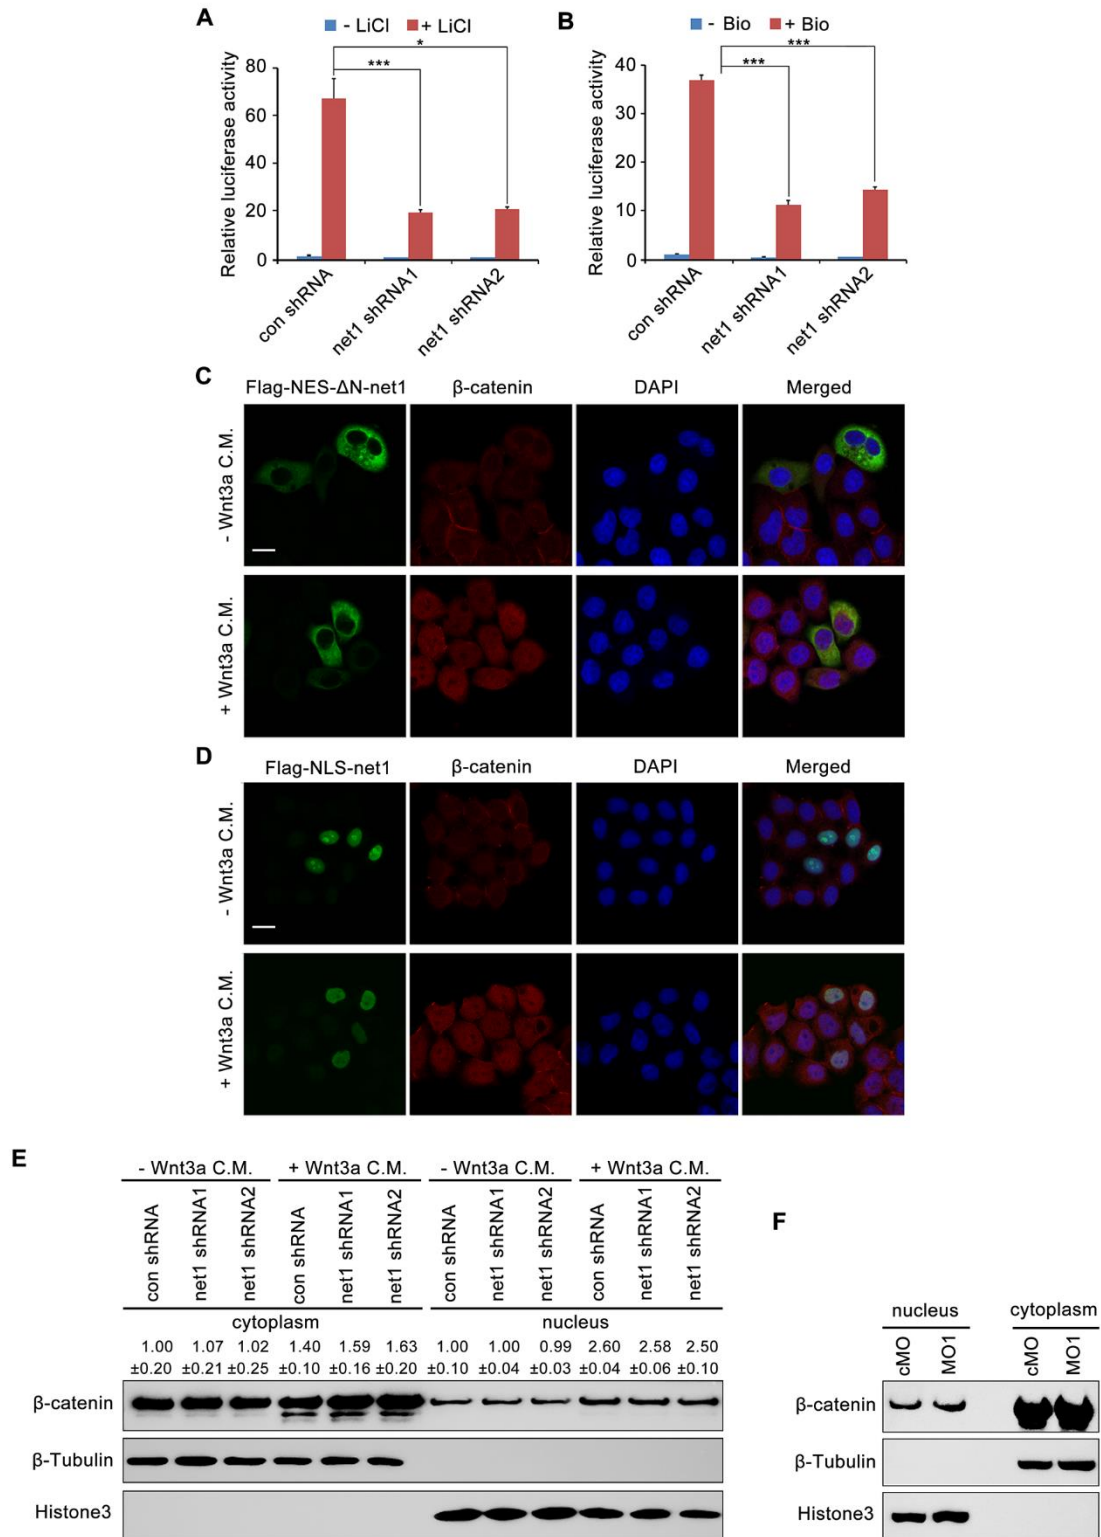 A
- LiCl + LiCl
* 
***
Relative luciferase activity
80
60
40
20
0
con shRNA
net1 shRNA1
net1 shRNA2
B
- Bio + Bio
***
***
Relative luciferase activity
40
30
20
10
0
con shRNA
net1 shRNA1
net1 shRNA2
C
Flag-NES-ΔN-net1 β-catenin DAPI Merged
- Wnt3a C.M.
+ Wnt3a C.M.
D
Flag-NLS-net1 β-catenin DAPI Merged
- Wnt3a C.M.
+ Wnt3a C.M.
E
- Wnt3a C.M. + Wnt3a C.M. - Wnt3a C.M. + Wnt3a C.M.
con shRNA
net1 shRNA1
net1 shRNA2
con shRNA
net1 shRNA1
net1 shRNA2
con shRNA
net1 shRNA1
net1 shRNA2
con shRNA
net1 shRNA1
net1 shRNA2
cytoplasm nucleus
1.00 1.07 1.02 1.40 1.59 1.63 1.00 1.00 0.99 2.60 2.58 2.50
±0.20 ±0.21 ±0.25 ±0.10 ±0.16 ±0.20 ±0.10 ±0.04 ±0.03 ±0.04 ±0.06 ±0.10
β-catenin
β-Tubulin
Histone3
F
nucleus cytoplasm
cMO
MO1
cMO
MO1
β-catenin
β-Tubulin
Histone3